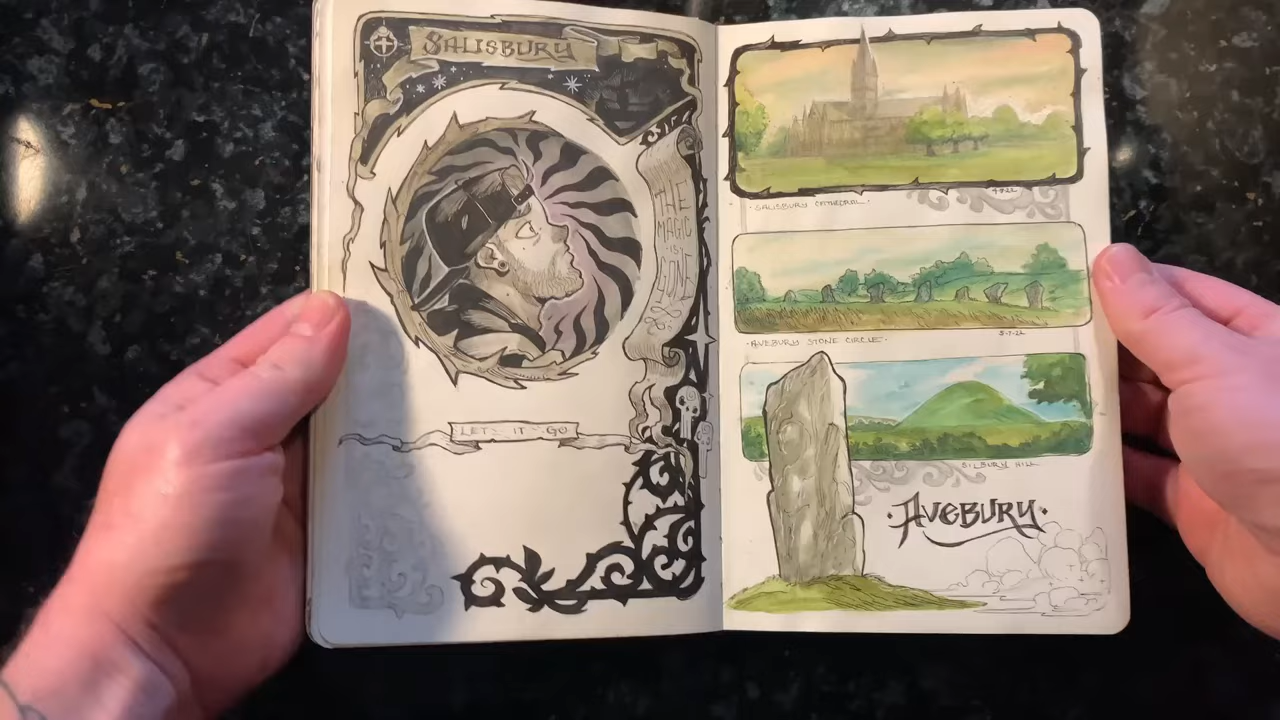 SALISBURY
THE
MAGIC
·IS·
GONE
LET IT GO
·SALISBURY CATHEDRAL·
·AVEBURY STONE CIRCLE·
SILBURY HILL
·AVEBURY·